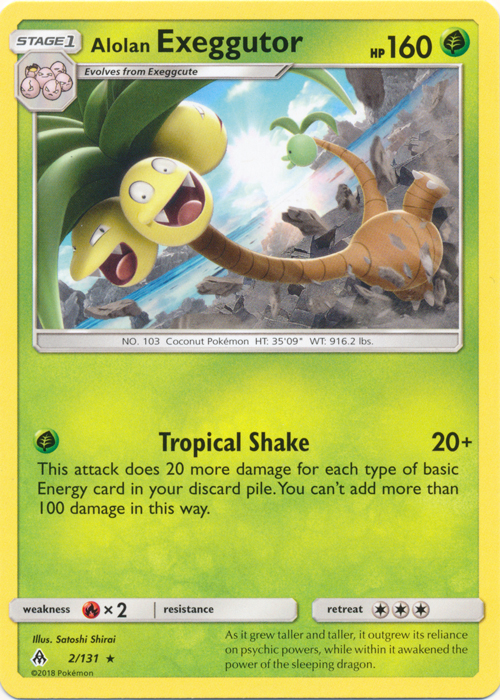 STAGE1 Alolan Exeggutor HP160
Evolves from Exeggcute
NO. 103 Coconut Pokémon HT: 35'09" WT: 916.2 lbs.
Tropical Shake 20+
This attack does 20 more damage for each type of basic
Energy card in your discard pile. You can't add more than
100 damage in this way.
weakness ×2 resistance retreat
Illus. Satoshi Shirai
2/131 ★
©2018 Pokémon
As it grew taller and taller, it outgrew its reliance
on psychic powers, while within it awakened the
power of the sleeping dragon.